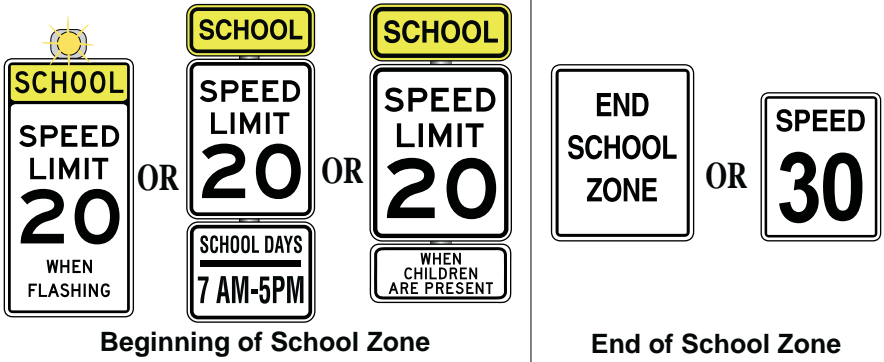 SCHOOL
SPEED
LIMIT
20
WHEN
FLASHING
OR
SCHOOL
SPEED
LIMIT
20
SCHOOL DAYS
7 AM-5PM
OR
SCHOOL
SPEED
LIMIT
20
WHEN
CHILDREN
ARE PRESENT
Beginning of School Zone
END
SCHOOL
ZONE
OR
SPEED
30
End of School Zone